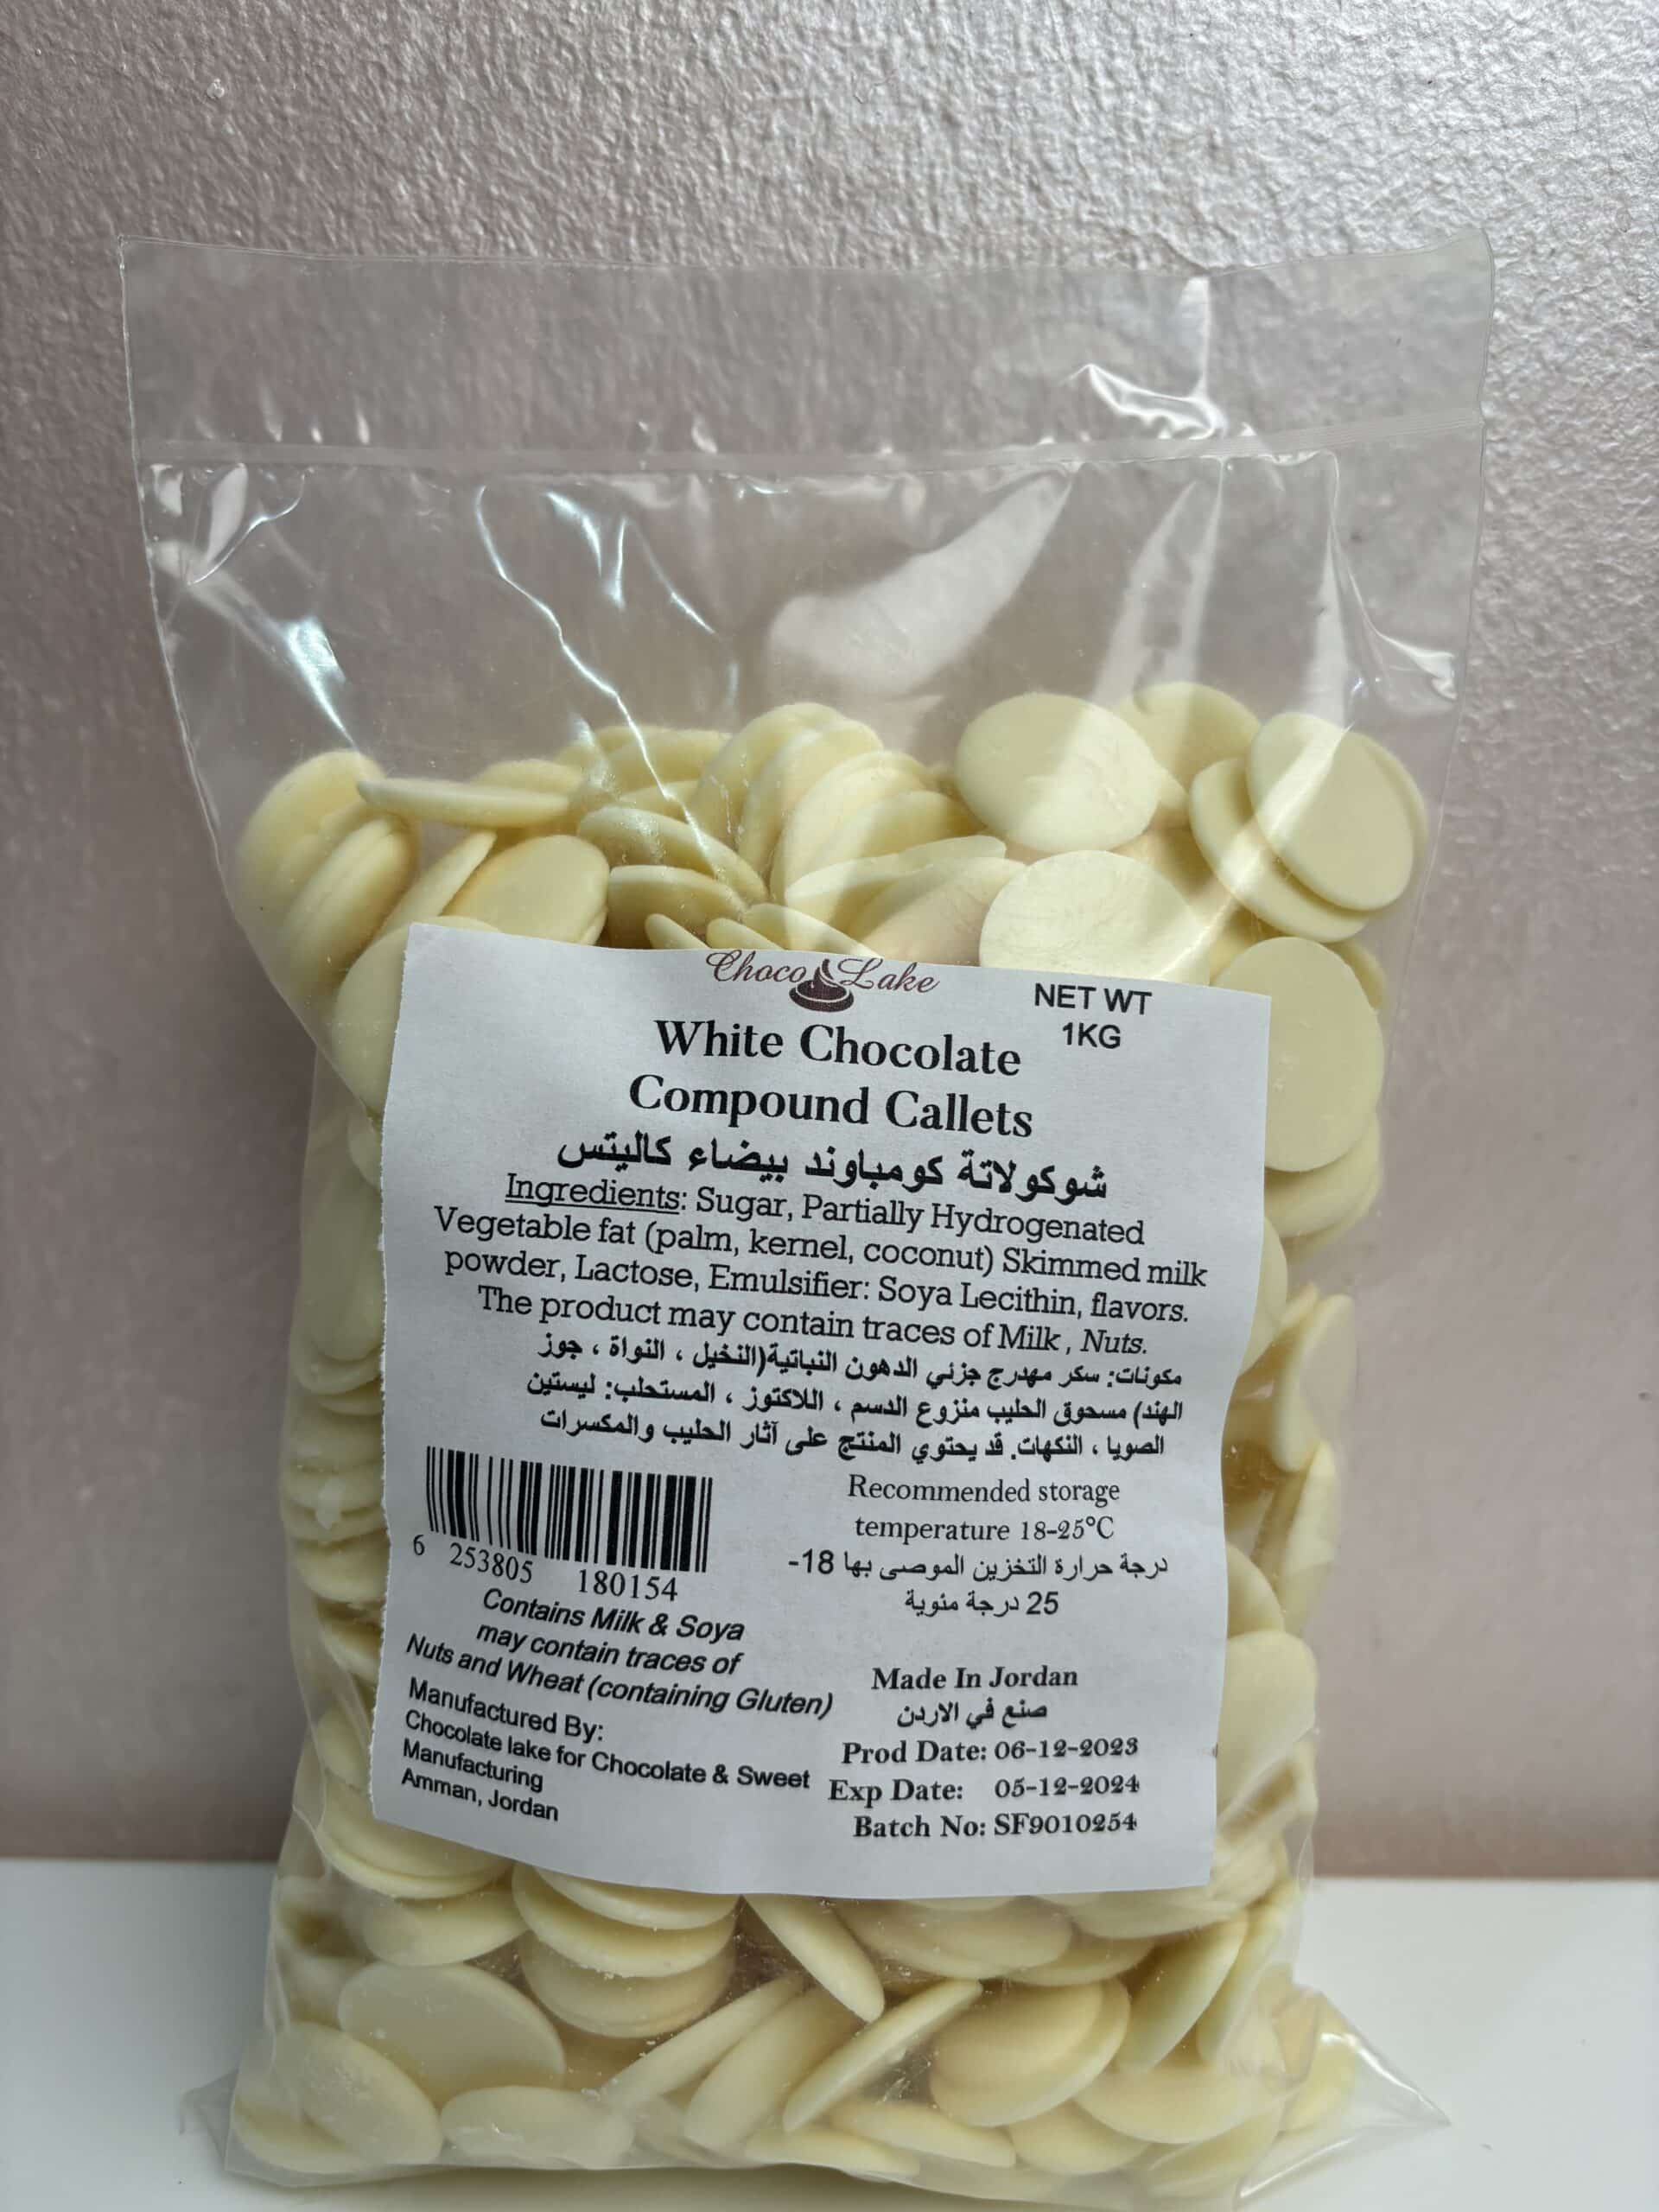 Choco Lake
NET WT
1KG
White Chocolate
Compound Callets
شوكولاتة كومباوند بيضاء كاليتس
Ingredients: Sugar, Partially Hydrogenated
Vegetable fat (palm, kernel, coconut) Skimmed milk
powder, Lactose, Emulsifier: Soya Lecithin, flavors.
The product may contain traces of Milk , Nuts.
مكونات: سكر مهدرج جزئي الدهون النباتية(النخيل ، النواة ، جوز
الهند) مسحوق الحليب منزوع الدسم ، اللاكتوز ، المستحلب: ليستين
الصويا ، النكهات. قد يحتوي المنتج على آثار الحليب والمكسرات
Recommended storage
temperature 18-25°C
درجة حرارة التخزين الموصى بها 18-
25 درجة مئوية
6 253805 180154
Contains Milk & Soya
may contain traces of
Nuts and Wheat (containing Gluten)
Manufactured By:
Chocolate lake for Chocolate & Sweet
Manufacturing
Amman, Jordan
Made In Jordan
صنع في الاردن
Prod Date: 06-12-2023
Exp Date: 05-12-2024
Batch No: SF9010254